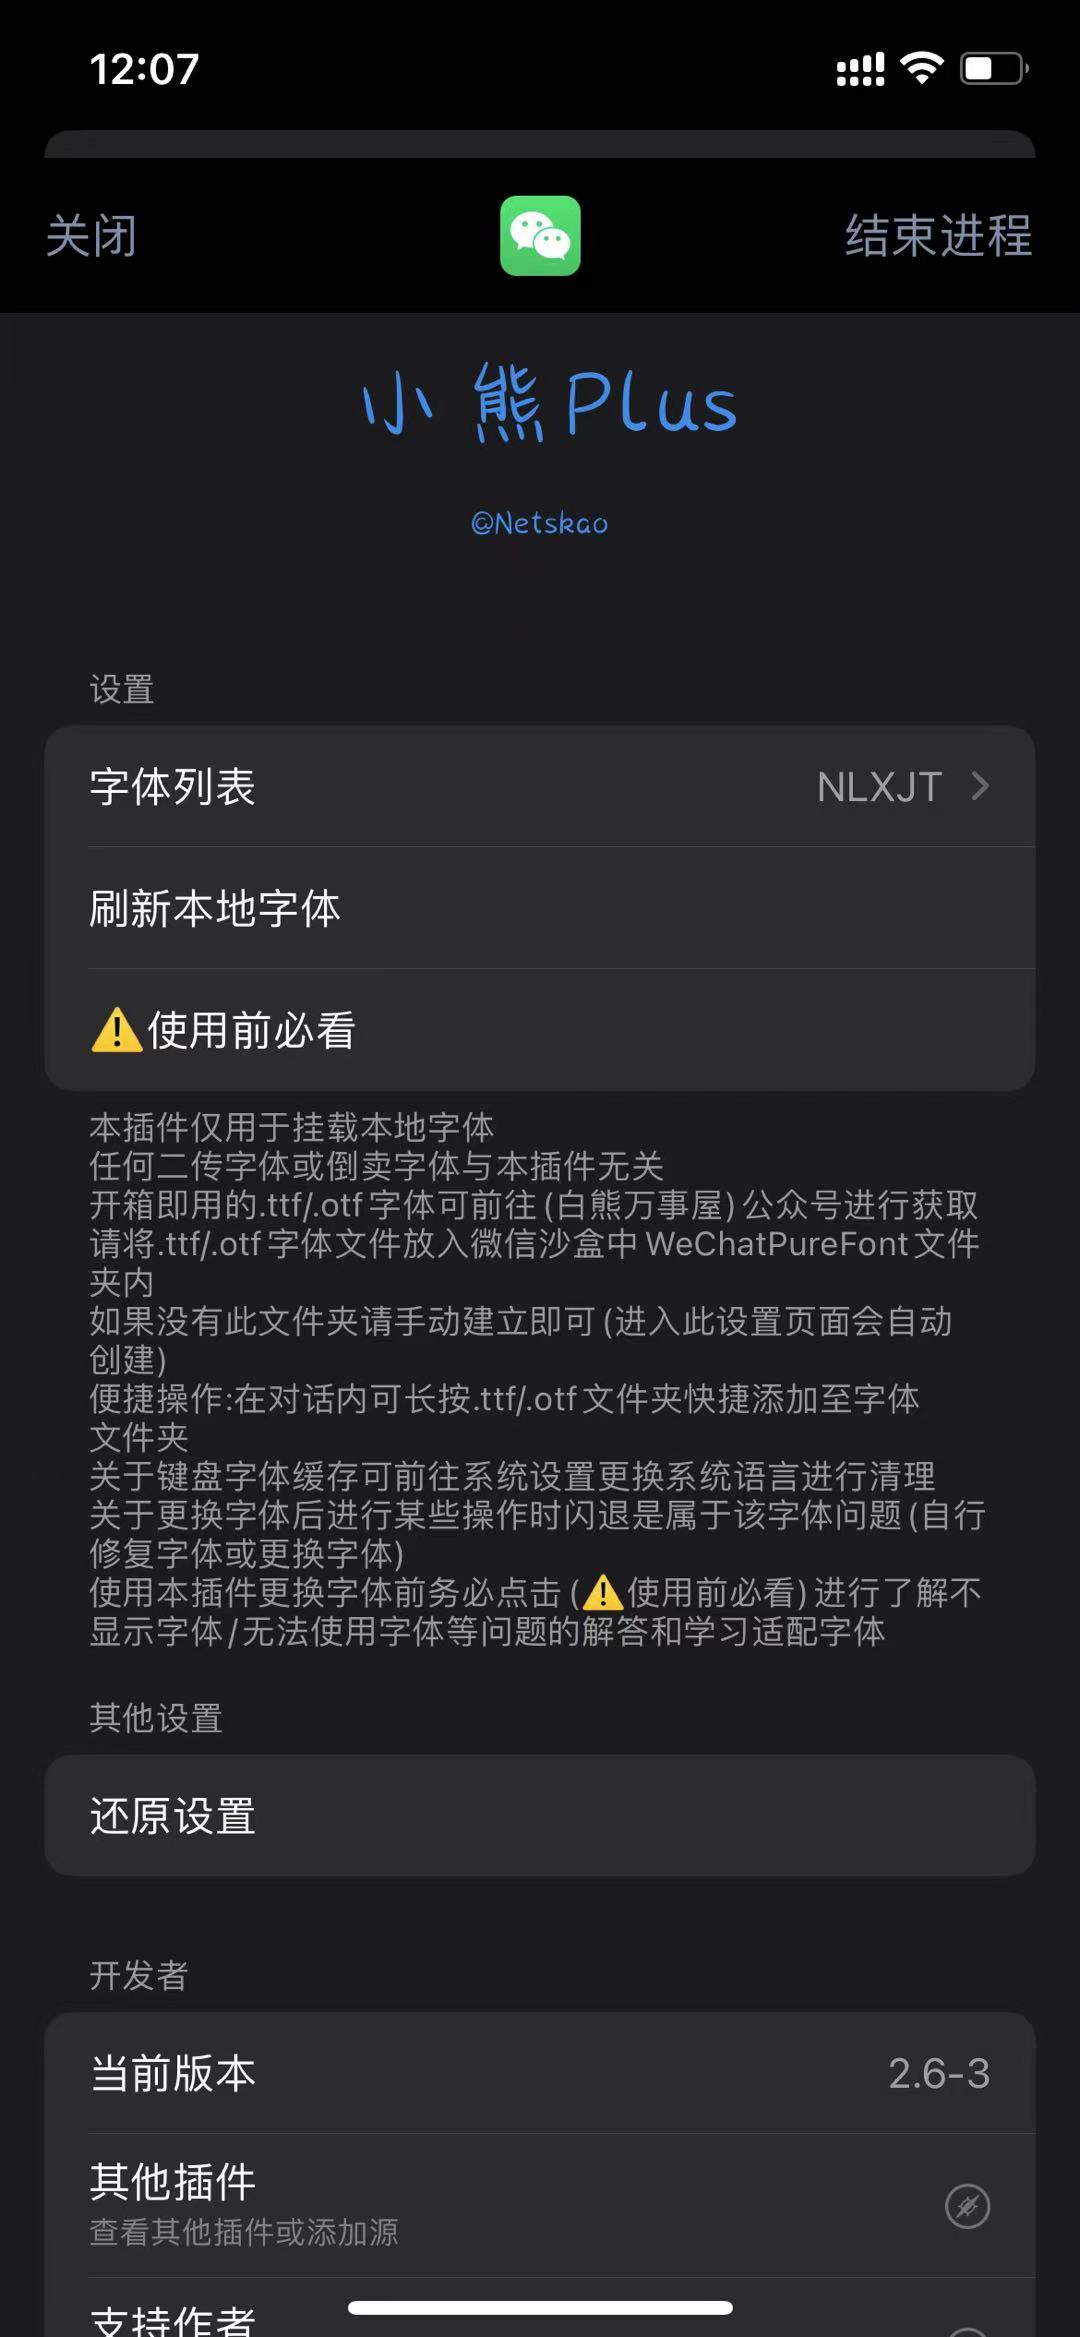 12:07
关闭
结束进程
小熊Plus
@Netskao
设置
字体列表 NLXJT
刷新本地字体
⚠️使用前必看
本插件仅用于挂载本地字体
任何二传字体或倒卖字体与本插件无关
开箱即用的.ttf/.otf字体可前往(白熊万事屋)公众号进行获取
请将.ttf/.otf字体文件放入微信沙盒中WeChatPureFont文件
夹内
如果没有此文件夹请手动建立即可(进入此设置页面会自动
创建)
便捷操作:在对话内可长按.ttf/.otf文件夹快捷添加至字体
文件夹
关于键盘字体缓存可前往系统设置更换系统语言进行清理
关于更换字体后进行某些操作时闪退是属于该字体问题(自行
修复字体或更换字体)
使用本插件更换字体前务必点击(⚠️使用前必看)进行了解不
显示字体/无法使用字体等问题的解答和学习适配字体
其他设置
还原设置
开发者
当前版本 2.6-3
其他插件
查看其他插件或添加源
支持作者